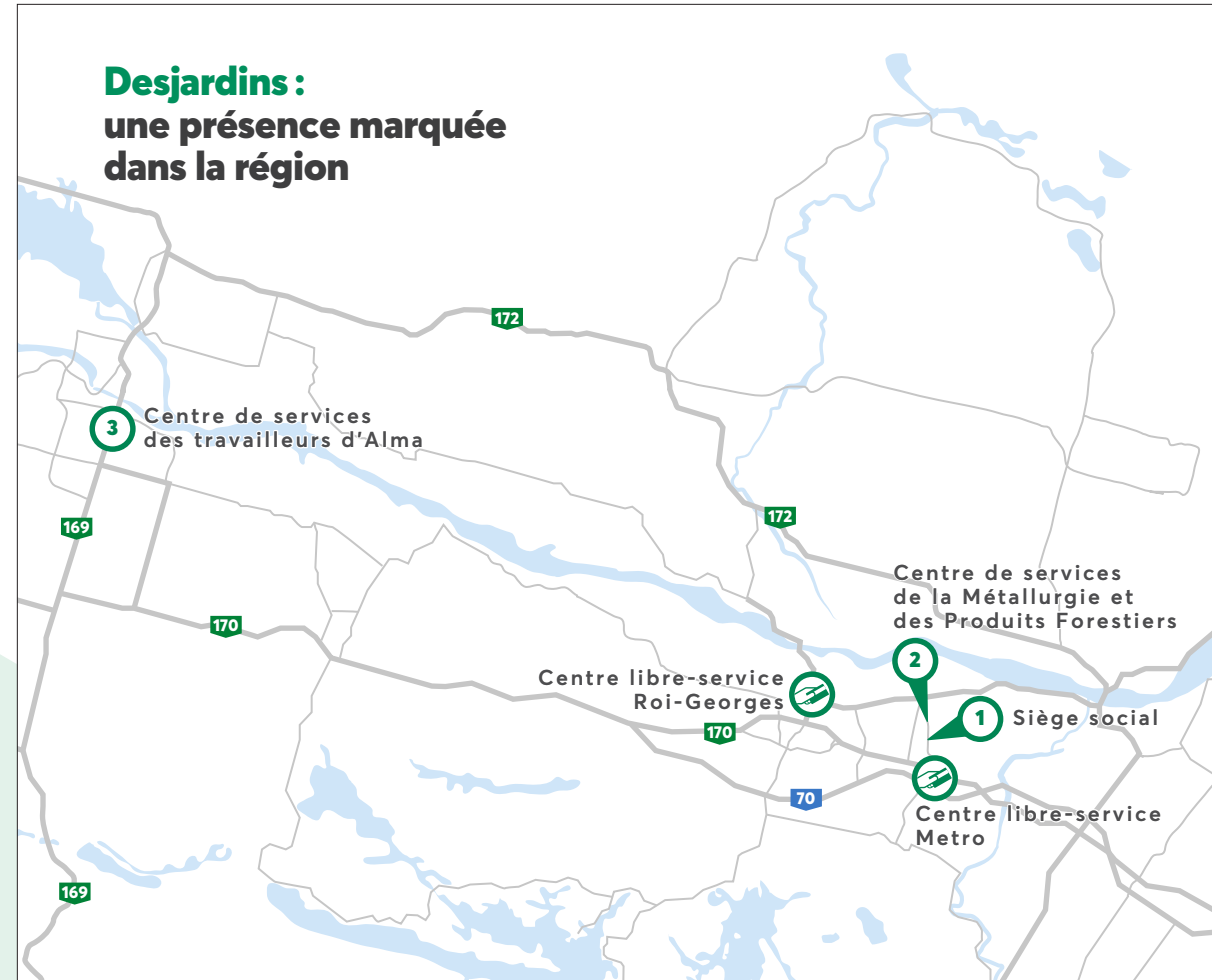 Desjardins :
une présence marquée
dans la région
172
3
Centre de services
des travailleurs d'Alma
169
172
Centre de services
de la Métallurgie et
des Produits Forestiers
170
2
Centre libre-service
Roi-Georges
1
Siège social
170
70
Centre libre-service
Metro
169